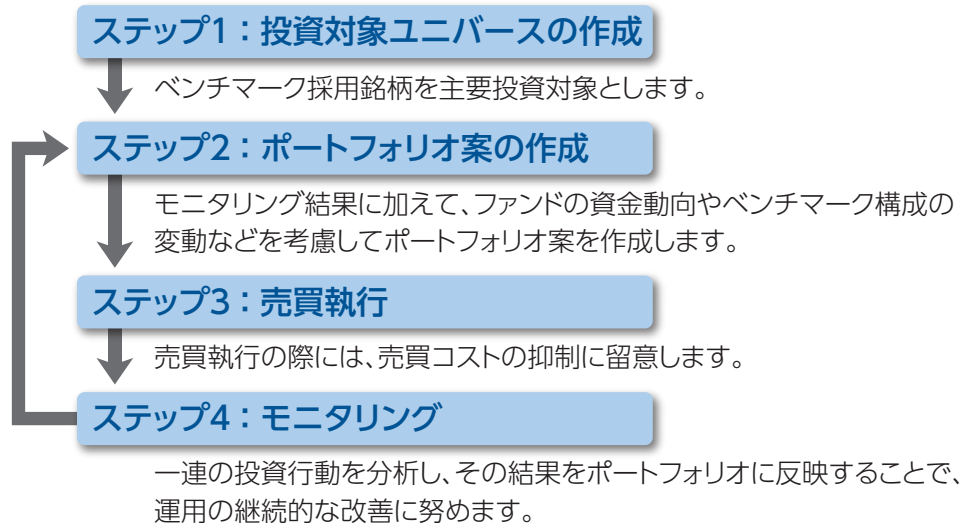 ステップ1：投資対象ユニバースの作成
ベンチマーク採用銘柄を主要投資対象とします。
ステップ2：ポートフォリオ案の作成
モニタリング結果に加えて、ファンドの資金動向やベンチマーク構成の
変動などを考慮してポートフォリオ案を作成します。
ステップ3：売買執行
売買執行の際には、売買コストの抑制に留意します。
ステップ4：モニタリング
一連の投資行動を分析し、その結果をポートフォリオに反映することで、
運用の継続的な改善に努めます。